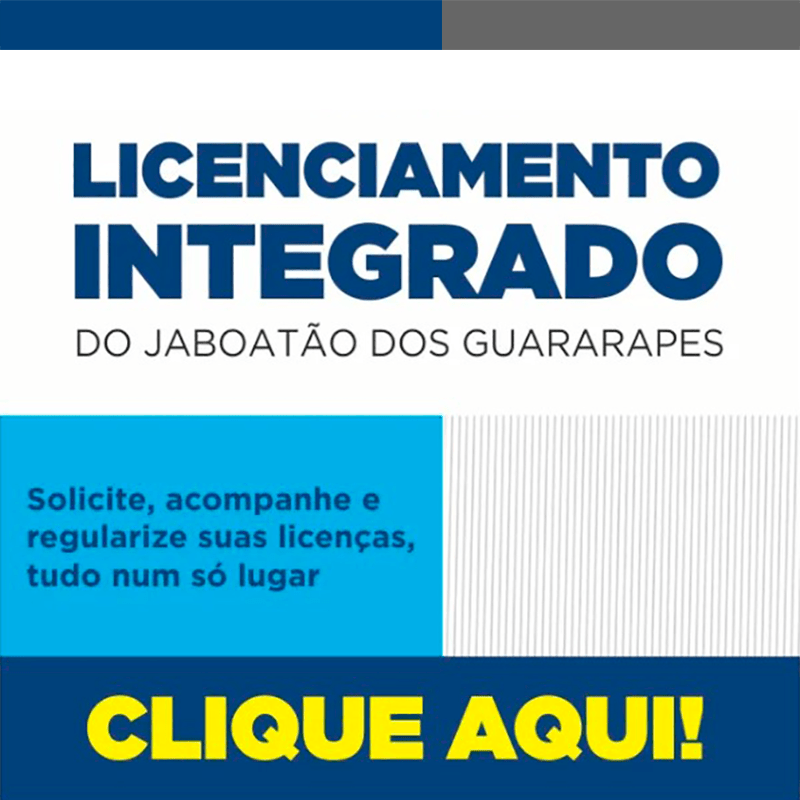 LICENCIAMENTO
INTEGRADO
DO JABOATÃO DOS GUARARAPES
Solicite, acompanhe e
regularize suas licenças,
tudo num só lugar
CLIQUE AQUI!